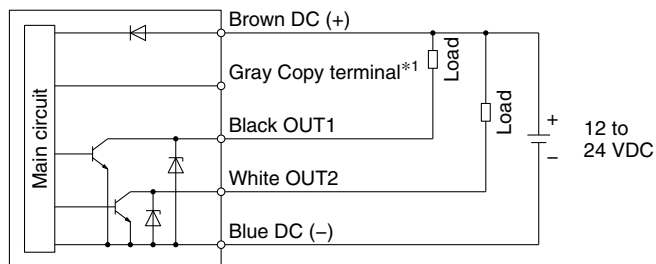 Brown DC (+)
Gray Copy terminal*1
Load
Load
Main circuit
Black OUT1
+
12 to
24 VDC
−
White OUT2
Blue DC (−)